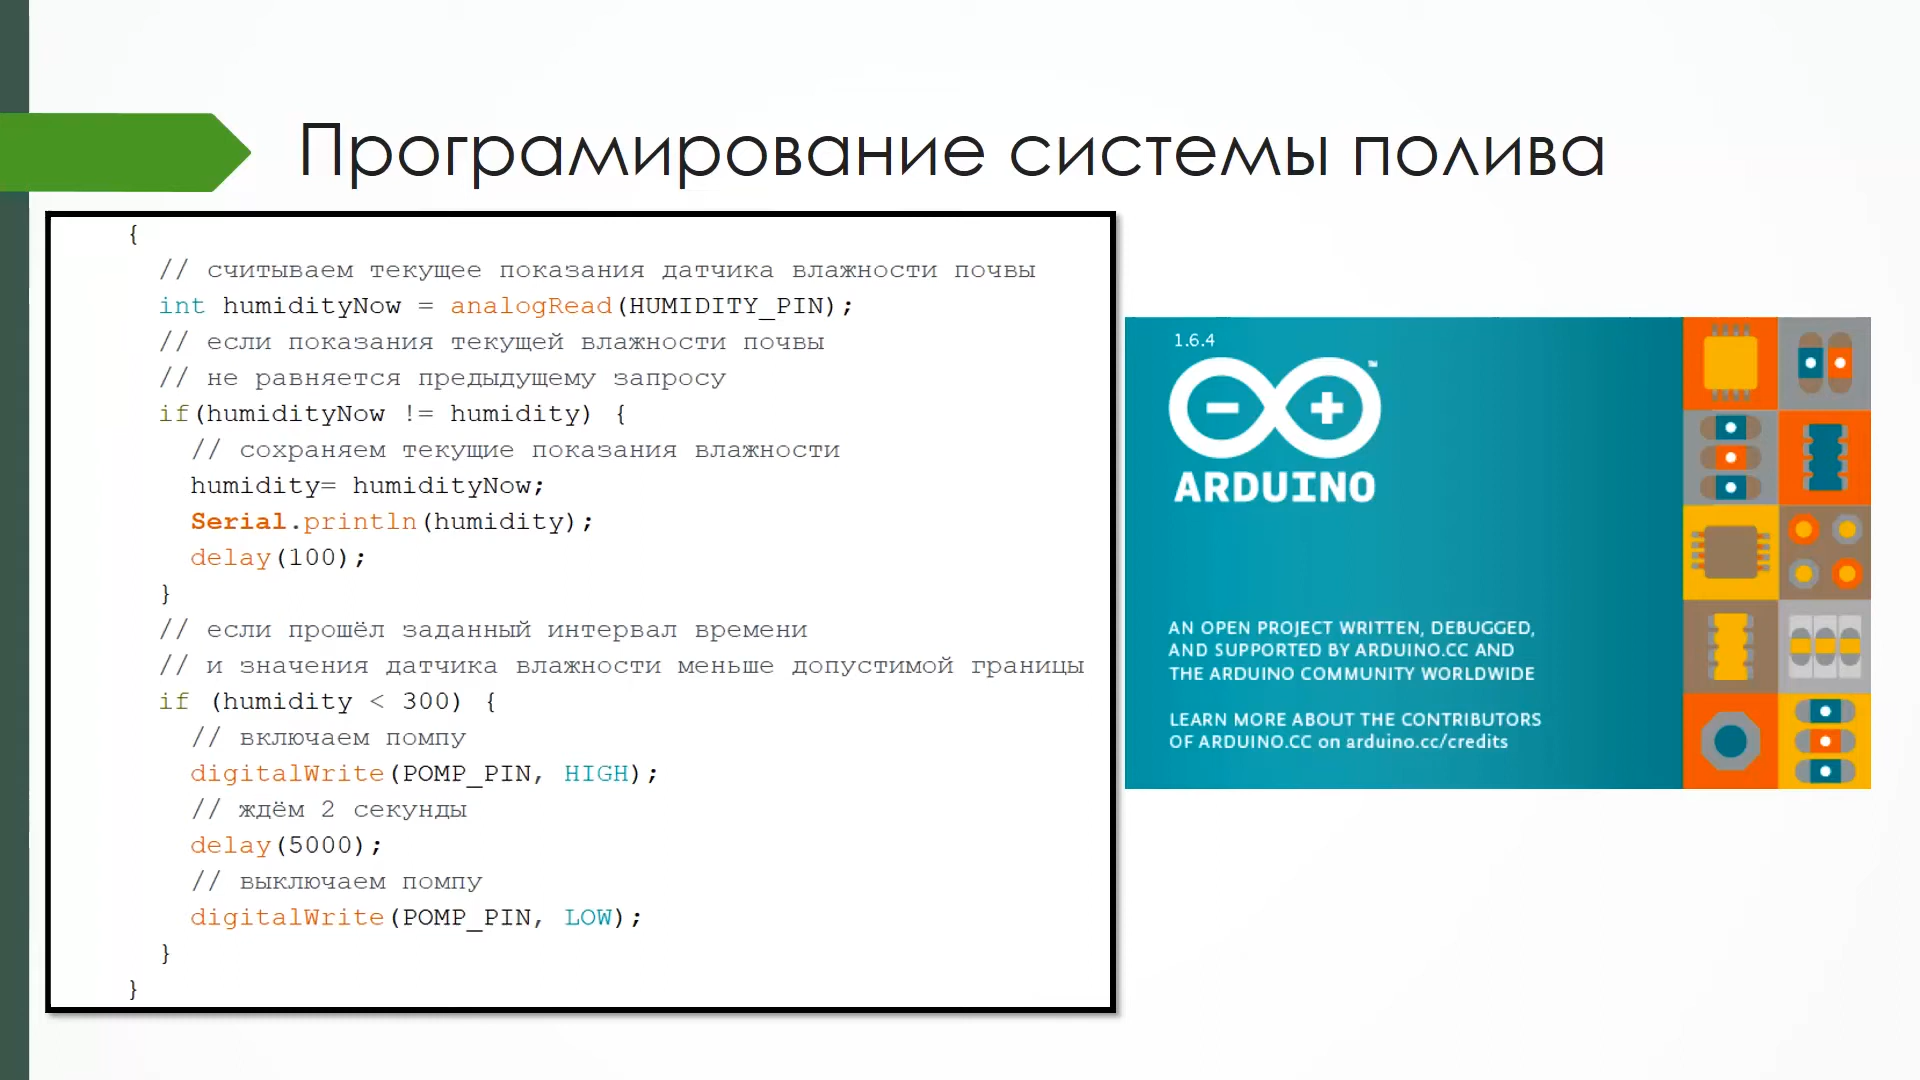 Програмирование системы полива
{
// считываем текущее показания датчика влажности почвы
int humidityNow = analogRead(HUMIDITY_PIN);
// если показания текущей влажности почвы
// не равняется предыдущему запросу
if(humidityNow != humidity) {
// сохраняем текущие показания влажности
humidity= humidityNow;
Serial.println(humidity);
delay(100);
}
// если прошёл заданный интервал времени
// и значения датчика влажности меньше допустимой границы
if (humidity < 300) {
// включаем помпу
digitalWrite(POMP_PIN, HIGH);
// ждём 2 секунды
delay(5000);
// выключаем помпу
digitalWrite(POMP_PIN, LOW);
}
}
1.6.4
ARDUINO
AN OPEN PROJECT WRITTEN, DEBUGGED,
AND SUPPORTED BY ARDUINO.CC AND
THE ARDUINO COMMUNITY WORLDWIDE
LEARN MORE ABOUT THE CONTRIBUTORS
OF ARDUINO.CC on arduino.cc/credits